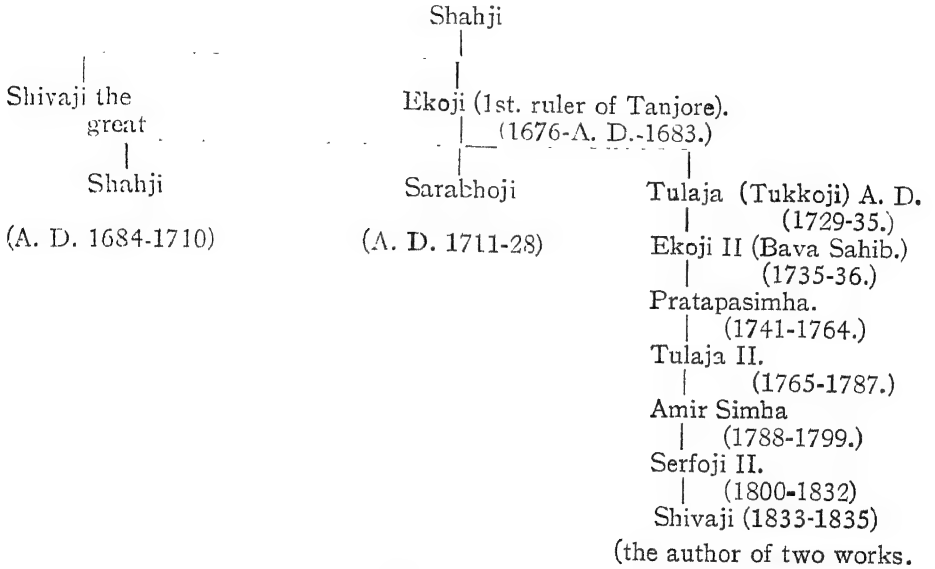 Shahji
Shivaji the
great
Ekoji (1st. ruler of Tanjore).
(1676-A. D.-1683.)
Shahji
(A. D. 1684-1710)
Sarabhoji
(A. D. 1711-28)
Tulaja (Tukkoji) A. D.
(1729-35.)
Ekoji II (Bava Sahib.)
(1735-36.)
Pratapasimha.
(1741-1764.)
Tulaja II.
(1765-1787.)
Amir Simha
(1788-1799.)
Serfoji II.
(1800-1832)
Shivaji (1833-1835)
(the author of two works.